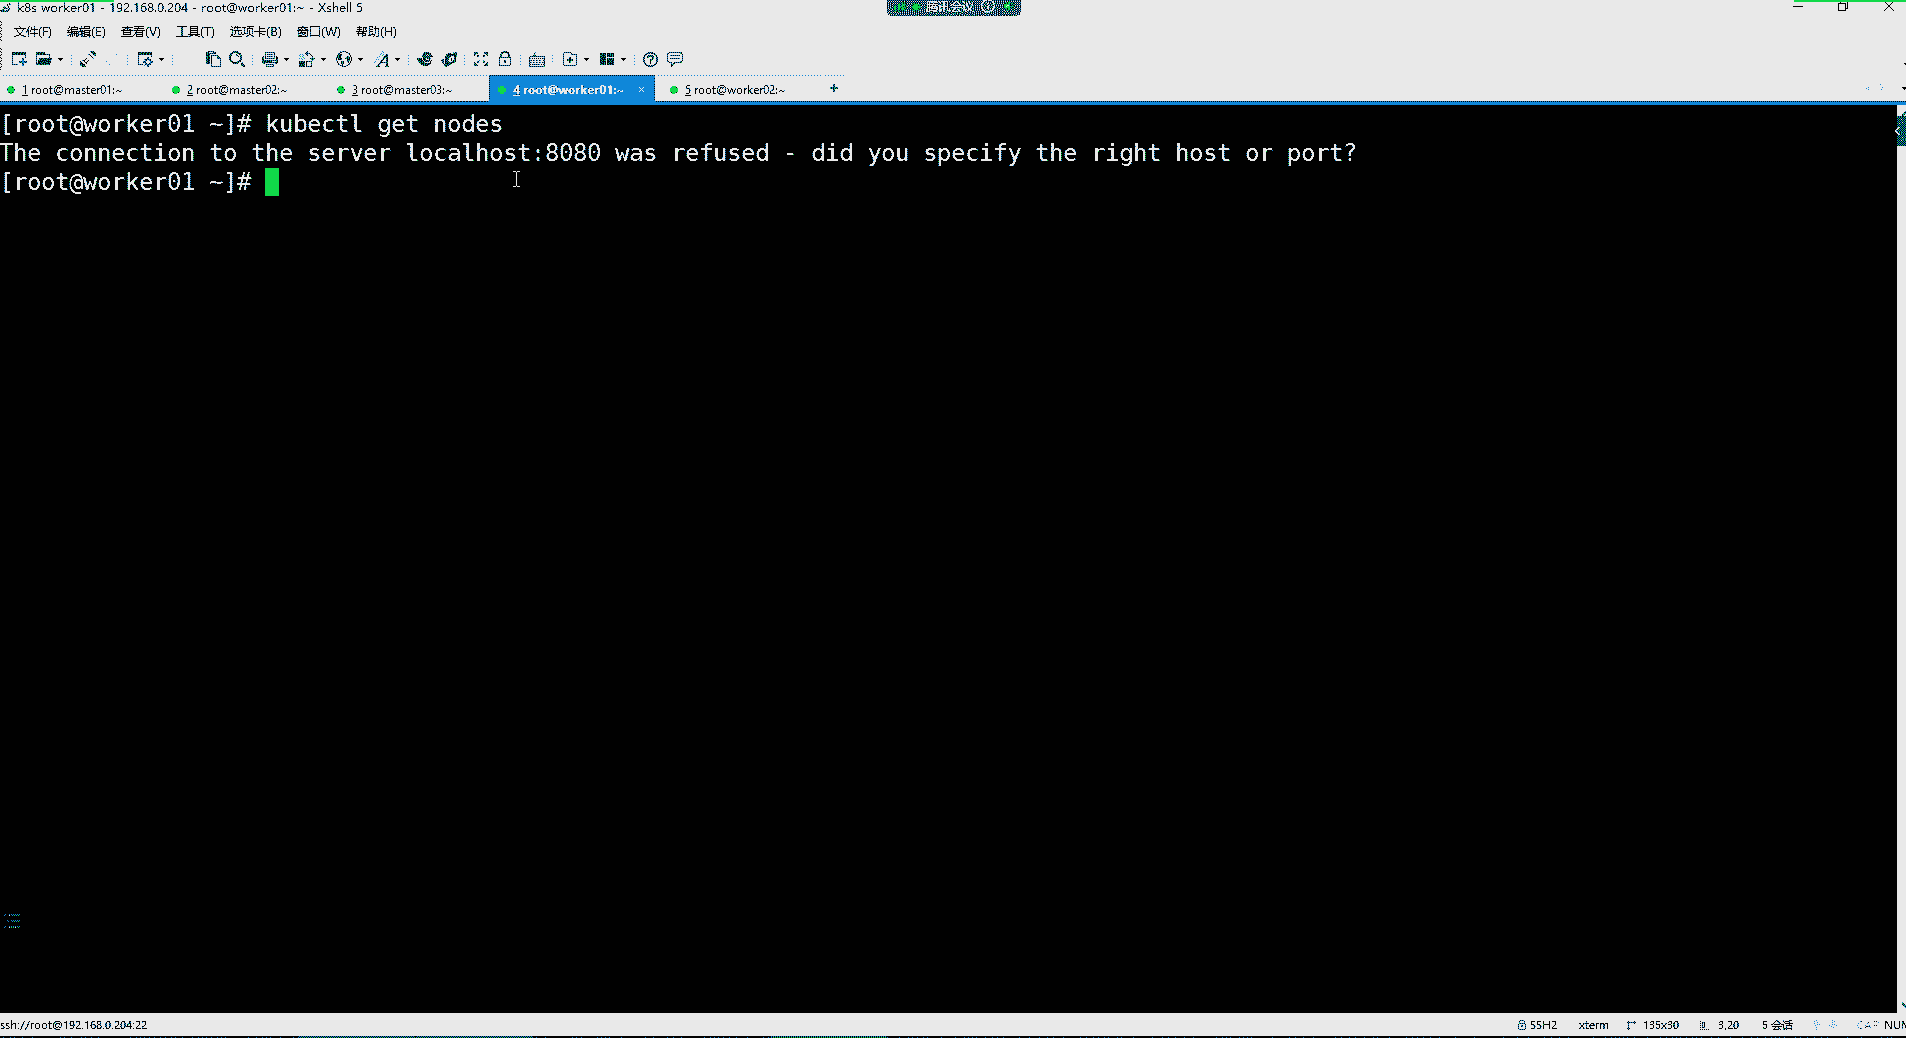 k8s worker01 - 192.168.0.204 - root@worker01:~ - Xshell 5
腾讯会议
文件(F) 编辑(E) 查看(V) 工具(T) 选项卡(B) 窗口(W) 帮助(H)
1 root@master01:~ 2 root@master02:~ 3 root@master03:~ 4 root@worker01:~ × 5 root@worker02:~ +
[root@worker01 ~]# kubectl get nodes
The connection to the server localhost:8080 was refused - did you specify the right host or port?
[root@worker01 ~]#
ssh://root@192.168.0.204:22 SSH2 xterm 135x30 3,20 5 会话 CAP NUM